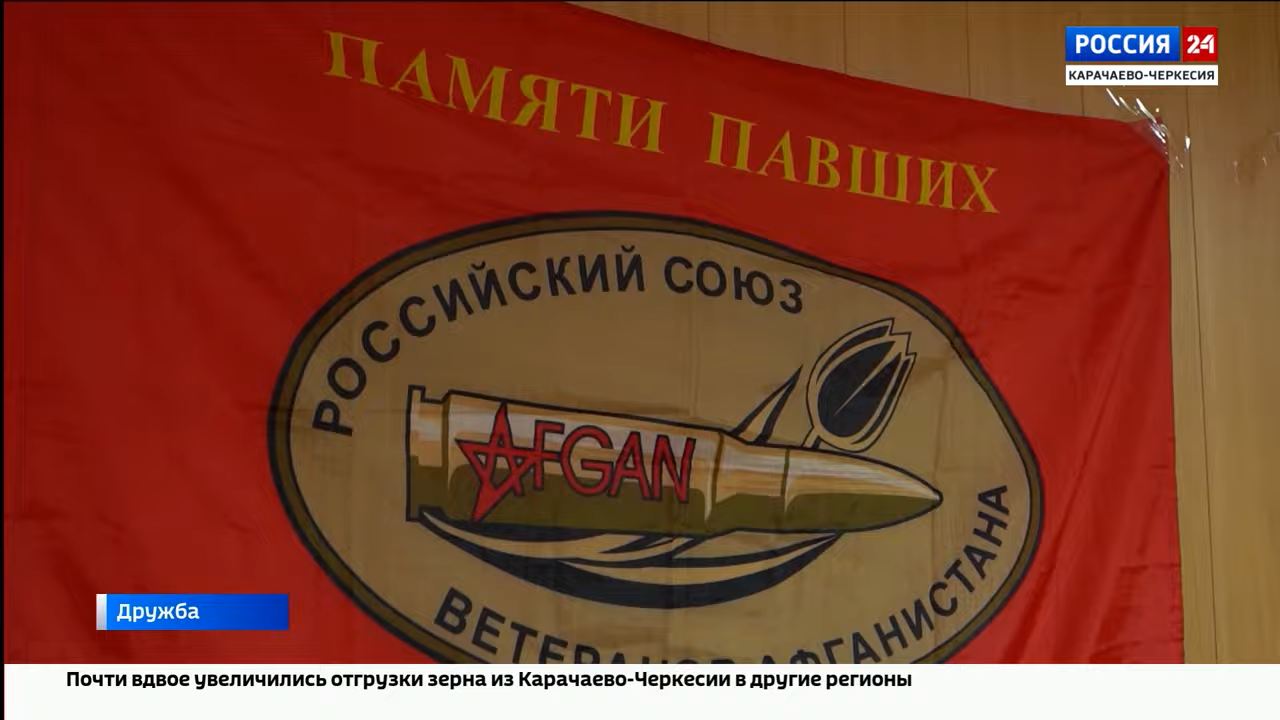 ПАМЯТИ ПАВШИХ
РОССИЯ 24
КАРАЧАЕВО-ЧЕРКЕСИЯ
РОССИЙСКИЙ СОЮЗ
AFGAN
ВЕТЕРАНОВ АФГАНИСТАНА
Дружба
Почти вдвое увеличились отгрузки зерна из Карачаево-Черкесии в другие регионы